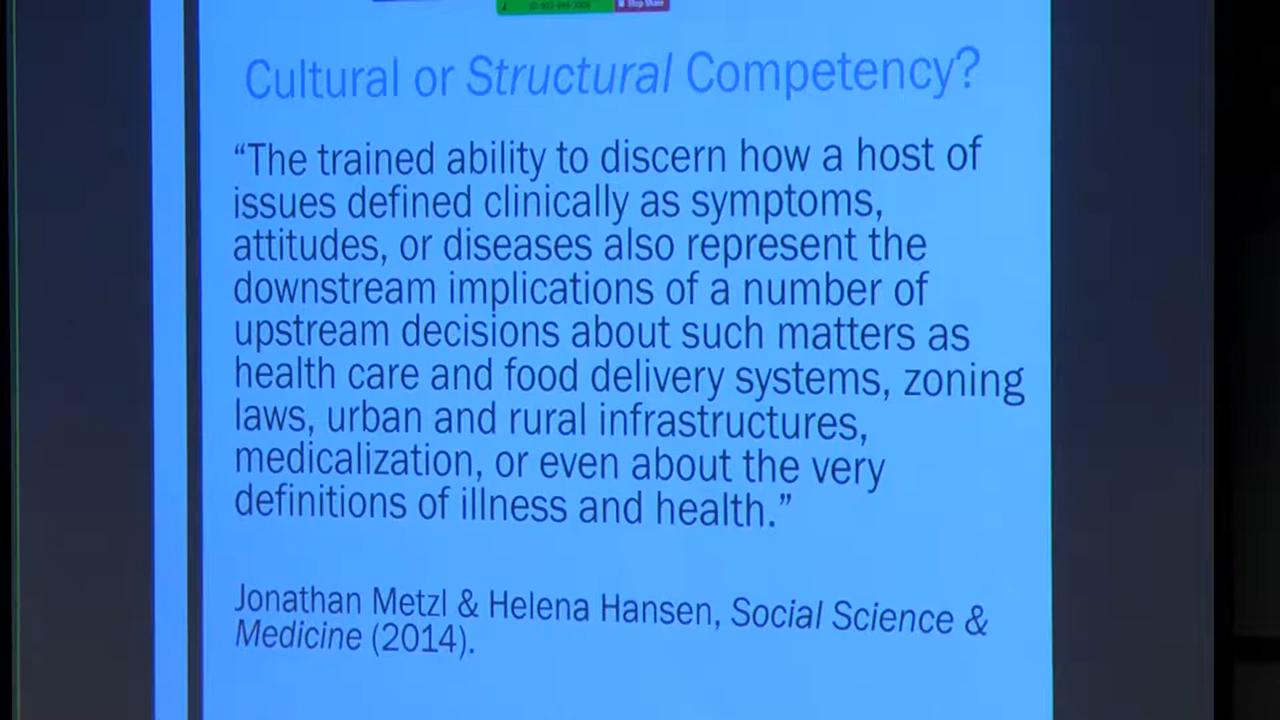 Stop Share
Cultural or Structural Competency?
“The trained ability to discern how a host of
issues defined clinically as symptoms,
attitudes, or diseases also represent the
downstream implications of a number of
upstream decisions about such matters as
health care and food delivery systems, zoning
laws, urban and rural infrastructures,
medicalization, or even about the very
definitions of illness and health.”
Jonathan Metzl & Helena Hansen, Social Science &
Medicine (2014).